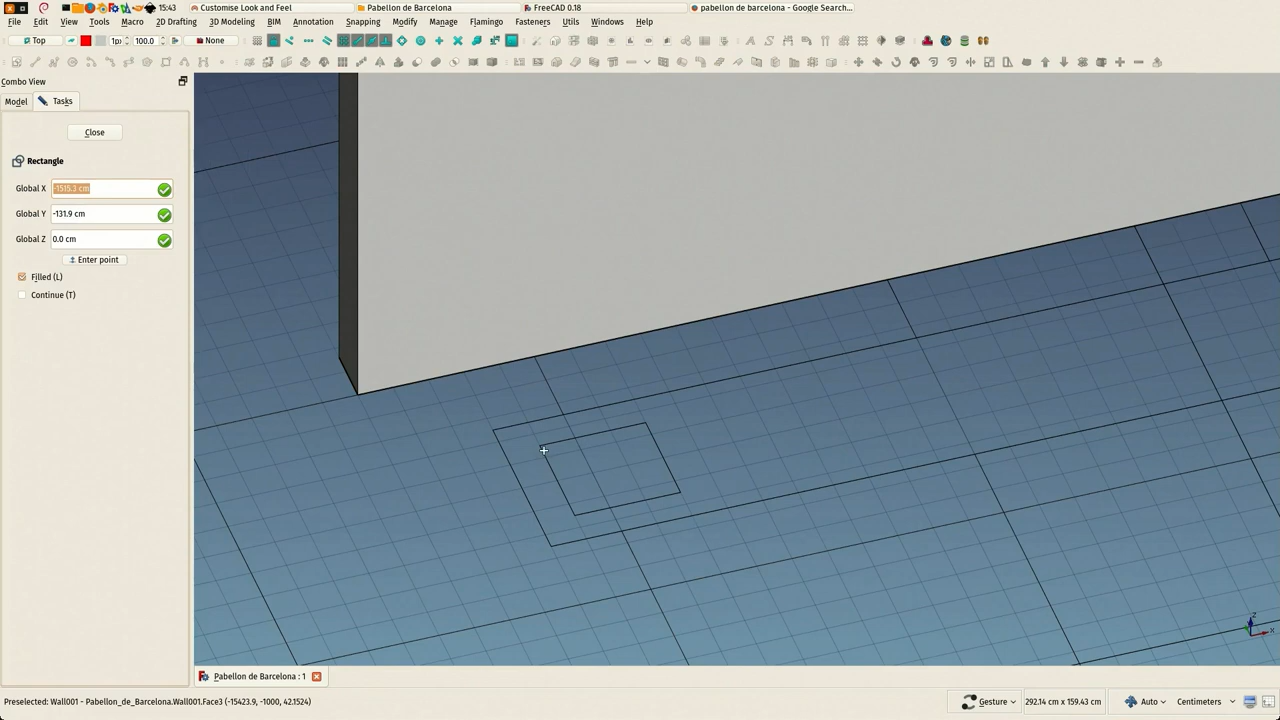 15:43
Customise Look and Feel
Pabellon de Barcelona
FreeCAD 0.18
pabellon de barcelona - Google Search...
File Edit View Tools Macro 2D Drafting 3D Modeling BIM Annotation Snapping Modify Manage Flamingo Fasteners Utils Windows Help
Top 1px 100.0 None
Combo View
Model Tasks
Close
Rectangle
Global X -1515.3 cm
Global Y -131.9 cm
Global Z 0.0 cm
Enter point
Filled (L)
Continue (T)
Z
X
Pabellon de Barcelona : 1
Preselected: Wall001 - Pabellon_de_Barcelona.Wall001.Face3 (-15423.9, -1000, 42.1524)
Gesture 292.14 cm x 159.43 cm Auto Centimeters